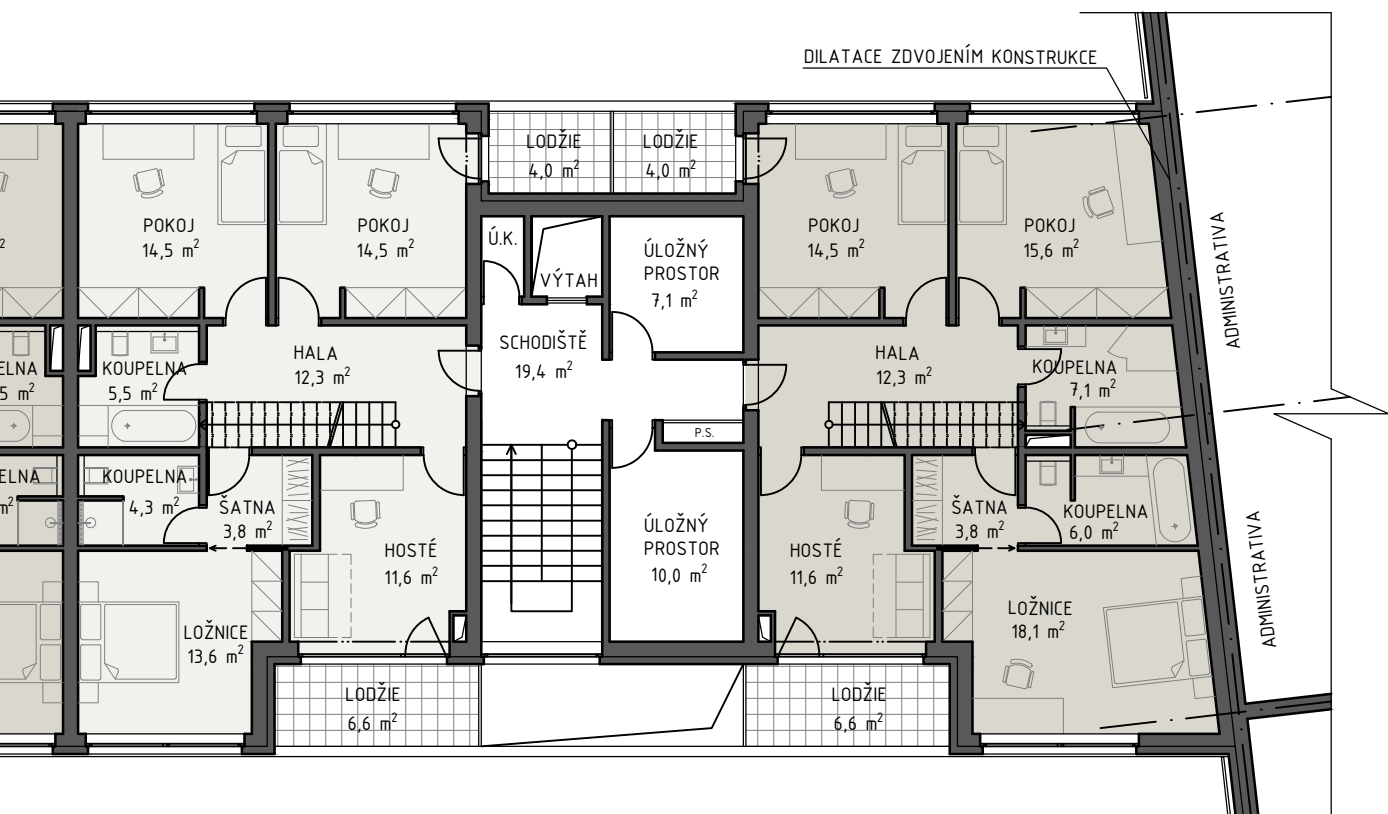 DILATACE ZDVOJENÍM KONSTRUKCE
LODŽIE
4,0 m²
LODŽIE
4,0 m²
POKOJ
14,5 m²
POKOJ
14,5 m²
POKOJ
14,5 m²
POKOJ
15,6 m²
Ú.K.
VÝTAH
ÚLOŽNÝ
PROSTOR
7,1 m²
ADMINISTRATIVA
ELNA
5 m²
KOUPELNA
5,5 m²
HALA
12,3 m²
SCHODIŠTĚ
19,4 m²
HALA
12,3 m²
KOUPELNA
7,1 m²
P.S.
ELNA
m²
KOUPELNA
4,3 m²
ŠATNA
3,8 m²
HOSTÉ
11,6 m²
ÚLOŽNÝ
PROSTOR
10,0 m²
HOSTÉ
11,6 m²
ŠATNA
3,8 m²
KOUPELNA
6,0 m²
ADMINISTRATIVA
LOŽNICE
13,6 m²
LOŽNICE
18,1 m²
LODŽIE
6,6 m²
LODŽIE
6,6 m²